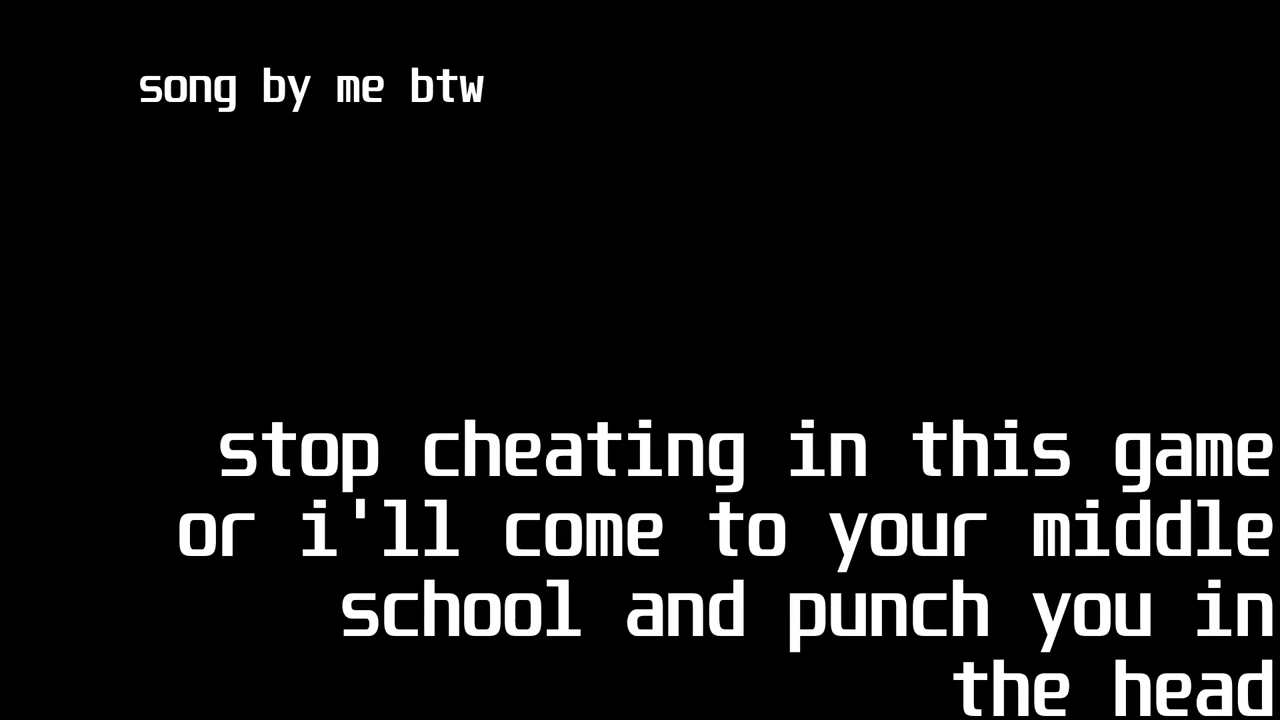 song by me btw
stop cheating in this game
or i'll come to your middle
school and punch you in
the head